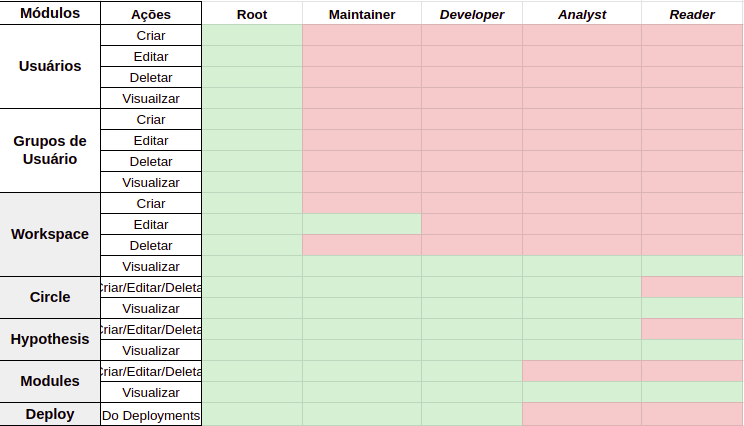 Módulos Ações Root Maintainer Developer Analyst Reader
Usuários
Criar
Editar
Deletar
Visuailzar
Grupos de
Usuário
Criar
Editar
Deletar
Visualizar
Workspace
Criar
Editar
Deletar
Visualizar
Circle
Criar/Editar/Deleta
Visualizar
Hypothesis
Criar/Editar/Deleta
Visualizar
Modules
Criar/Editar/Deleta
Visualizar
Deploy
Do Deployments